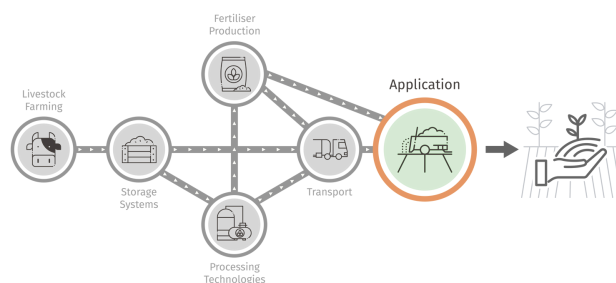 Fertiliser
Production
Application
Livestock
Farming
Storage
Systems
Transport
Processing
Technologies